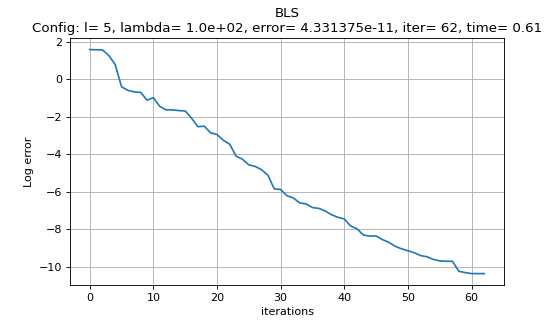 BLS
Config: l= 5, lambda= 1.0e+02, error= 4.331375e-11, iter= 62, time= 0.61
2
0
−2
−4
−6
−8
−10
Log error
0 10 20 30 40 50 60
iterations